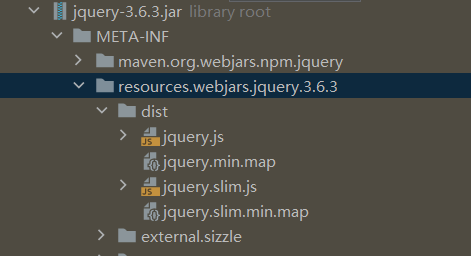 jquery-3.6.3.jar library root
META-INF
maven.org.webjars.npm.jquery
resources.webjars.jquery.3.6.3
dist
jquery.js
jquery.min.map
jquery.slim.js
jquery.slim.min.map
external.sizzle